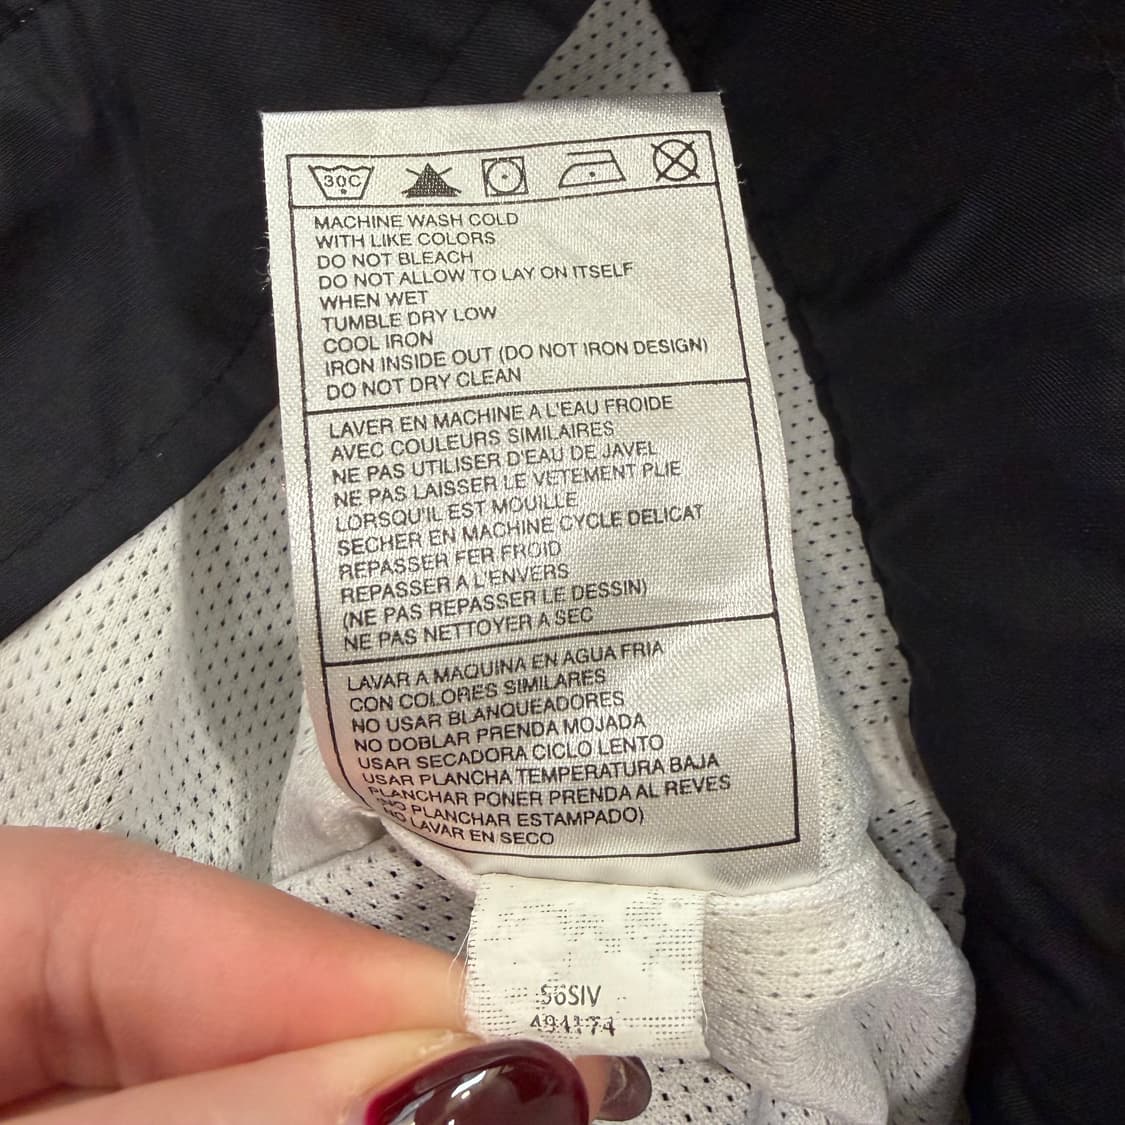 30C
MACHINE WASH COLD
WITH LIKE COLORS
DO NOT BLEACH
DO NOT ALLOW TO LAY ON ITSELF
WHEN WET
TUMBLE DRY LOW
COOL IRON
IRON INSIDE OUT (DO NOT IRON DESIGN)
DO NOT DRY CLEAN
LAVER EN MACHINE A L'EAU FROIDE
AVEC COULEURS SIMILAIRES
NE PAS UTILISER D'EAU DE JAVEL
NE PAS LAISSER LE VETEMENT PLIE
LORSQU'IL EST MOUILLE
SECHER EN MACHINE CYCLE DELICAT
REPASSER FER FROID
REPASSER A L'ENVERS
(NE PAS REPASSER LE DESSIN)
NE PAS NETTOYER A SEC
LAVAR A MAQUINA EN AGUA FRIA
CON COLORES SIMILARES
NO USAR BLANQUEADORES
NO DOBLAR PRENDA MOJADA
USAR SECADORA CICLO LENTO
USAR PLANCHA TEMPERATURA BAJA
PLANCHAR PONER PRENDA AL REVES
(NO PLANCHAR ESTAMPADO)
NO LAVAR EN SECO